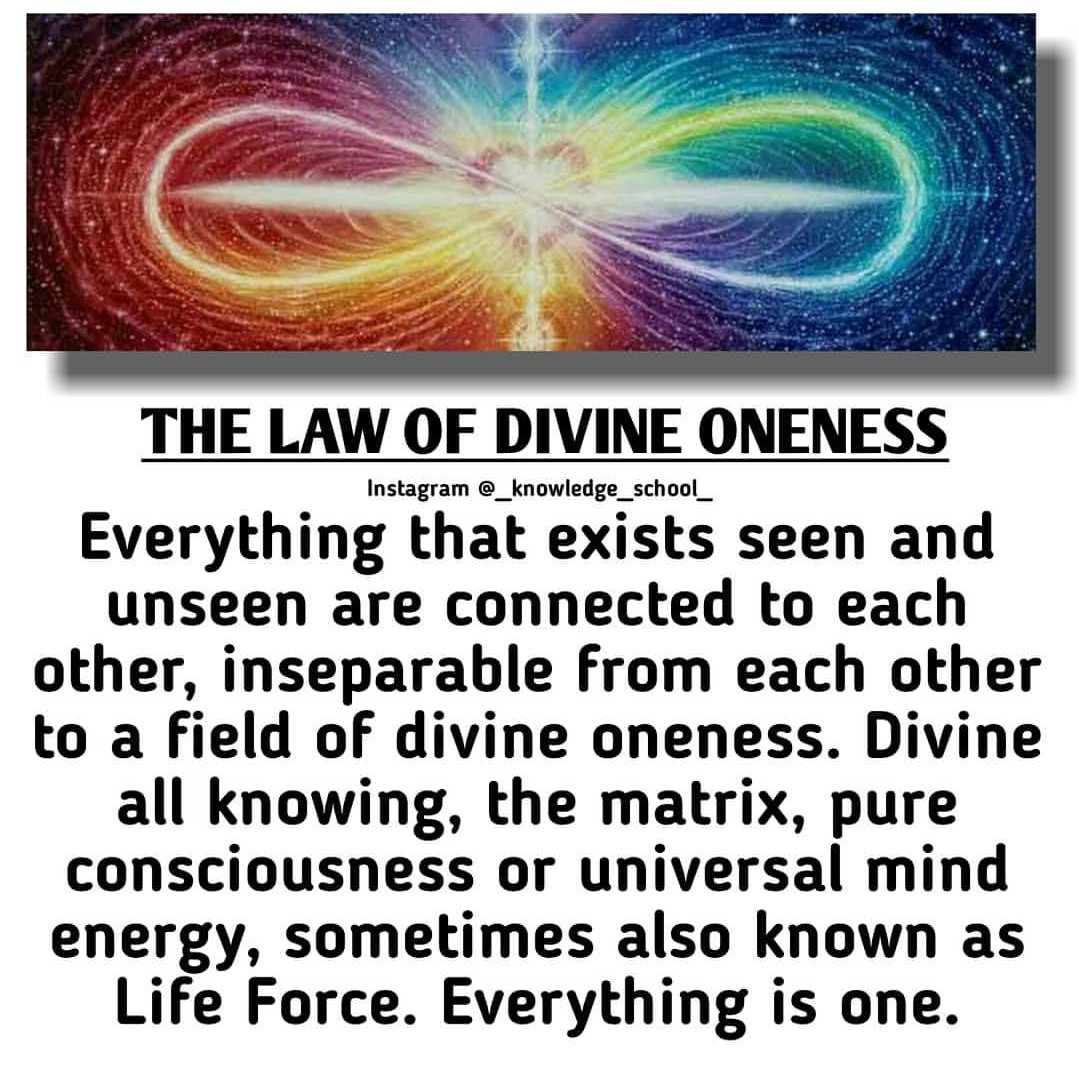 THE LAW OF DIVINE ONENESS
Instagram @_knowledge_school_
Everything that exists seen and
unseen are connected to each
other, inseparable from each other
to a field of divine oneness. Divine
all knowing, the matrix, pure
consciousness or universal mind
energy, sometimes also known as
Life Force. Everything is one.